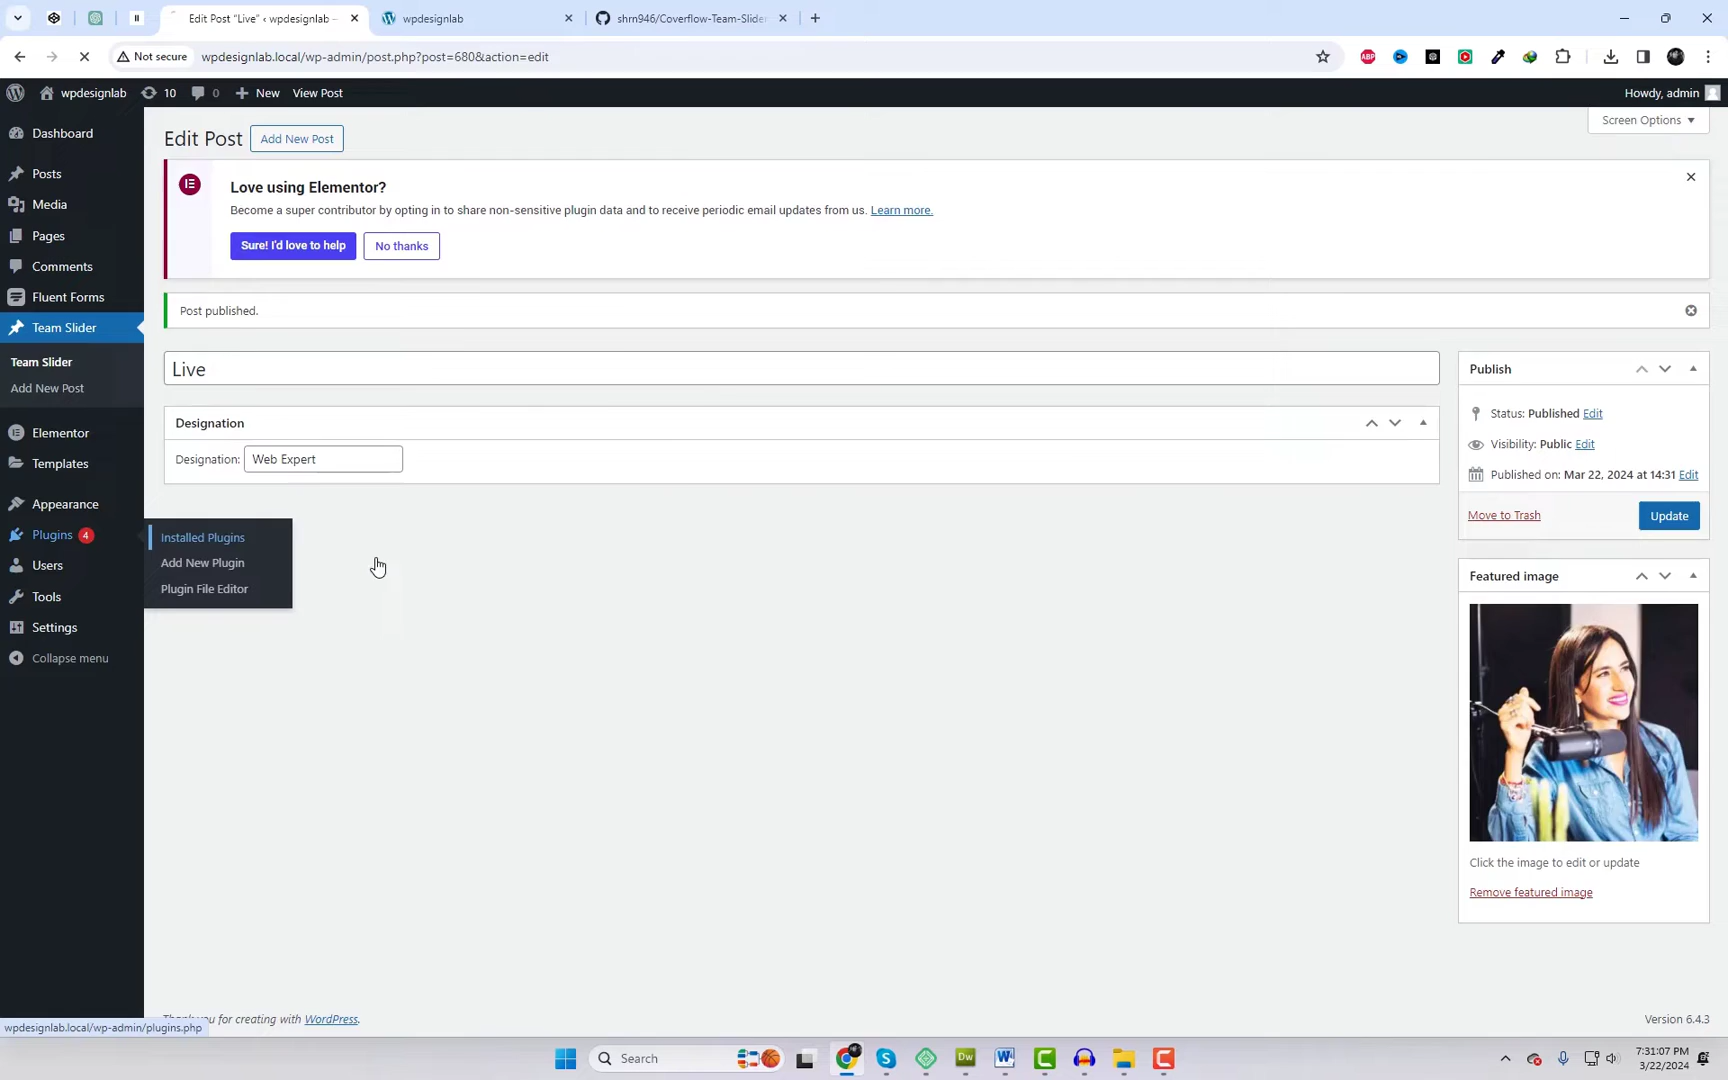 Edit Post “Live” ‹ wpdesignlab –
wpdesignlab
shrn946/Coverflow-Team-Slider
Not secure
wpdesignlab.local/wp-admin/post.php?post=680&action=edit
wpdesignlab
10
0
New
View Post
Howdy, admin
Screen Options
Dashboard
Posts
Media
Pages
Comments
Fluent Forms
Team Slider
Team Slider
Add New Post
Elementor
Templates
Appearance
Plugins 4
Users
Tools
Settings
Collapse menu
Installed Plugins
Add New Plugin
Plugin File Editor
Edit Post
Add New Post
Love using Elementor?
Become a super contributor by opting in to share non-sensitive plugin data and to receive periodic email updates from us. Learn more.
Sure! I'd love to help
No thanks
Post published.
Live
Designation
Designation: Web Expert
Publish
Status: Published Edit
Visibility: Public Edit
Published on: Mar 22, 2024 at 14:31 Edit
Move to Trash
Update
Featured image
Click the image to edit or update
Remove featured image
you for creating with WordPress.
Version 6.4.3
wpdesignlab.local/wp-admin/plugins.php
Search
7:31:07 PM
3/22/2024